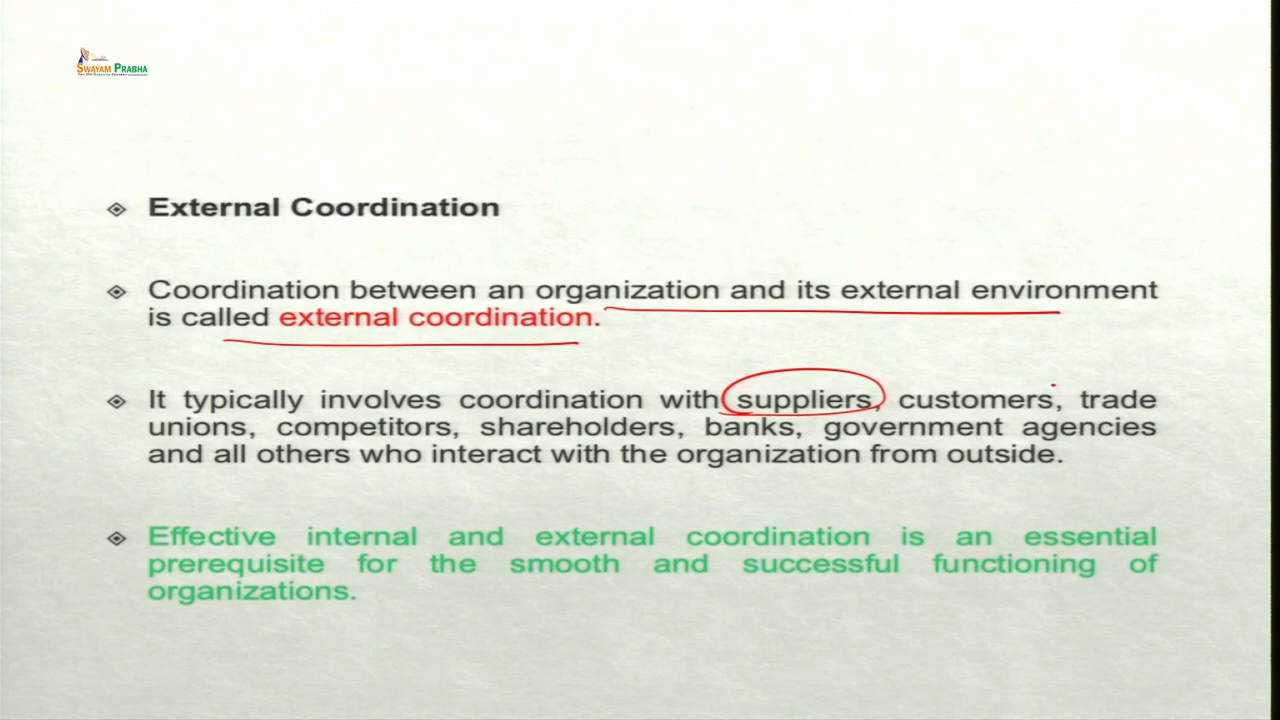 SWAYAM PRABHA
External Coordination
Coordination between an organization and its external environment
is called external coordination.
It typically involves coordination with suppliers, customers, trade
unions, competitors, shareholders, banks, government agencies
and all others who interact with the organization from outside.
Effective internal and external coordination is an essential
prerequisite for the smooth and successful functioning of
organizations.